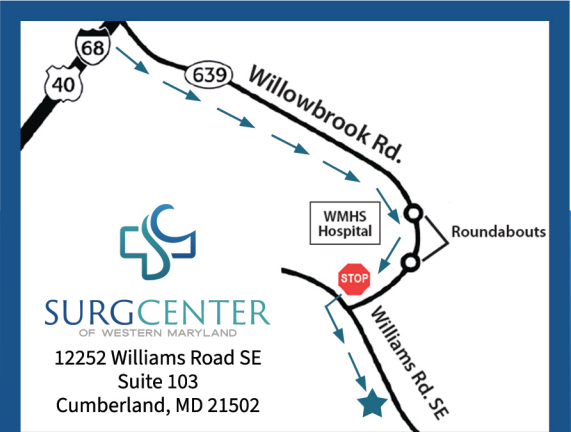 68
40
639
Willowbrook Rd.
WMHS
Hospital
Roundabouts
STOP
Williams Rd. SE
SURGCENTER
OF WESTERN MARYLAND
12252 Williams Road SE
Suite 103
Cumberland, MD 21502